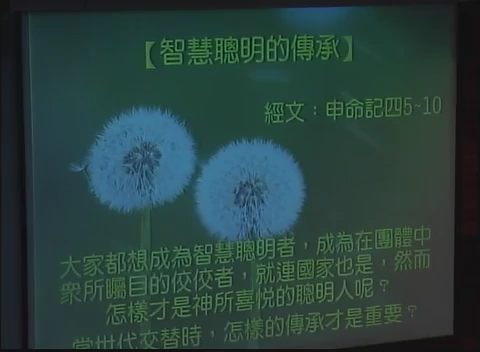 【智慧聰明的傳承】
經文：申命記四5~10
大家都想成為智慧聰明者，成為在團體中
衆所矚目的佼佼者，就連國家也是，然而
怎樣才是神所喜悅的聰明人呢？
當世代交替時，怎樣的傳承才是重要？